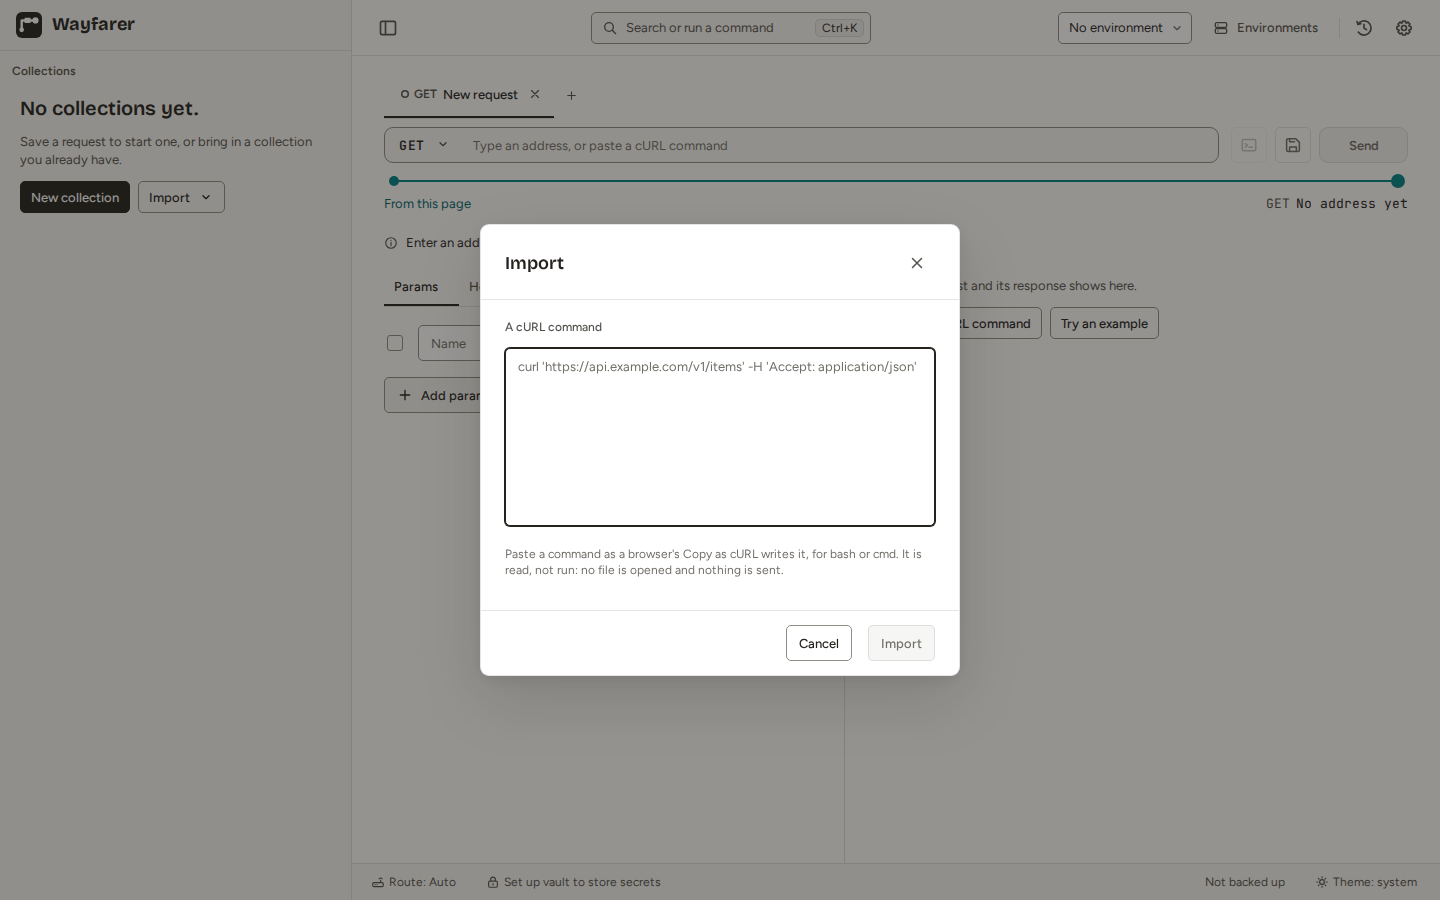 Wayfarer
Search or run a command
Ctrl+K
No environment
Environments
Collections
No collections yet.
Save a request to start one, or bring in a collection
you already have.
New collection
Import
GET New request
GET
Type an address, or paste a cURL command
Send
From this page
GET No address yet
Enter an add
Params
Name
Add
st and its response shows here.
command
Try an example
Import
A cURL command
curl 'https://api.example.com/v1/items' -H 'Accept: application/json'
Paste a command as a browser's Copy as cURL writes it, for bash or cmd. It is
read, not run: no file is opened and nothing is sent.
Cancel
Import
Route: Auto
Set up vault to store secrets
Not backed up
Theme: system